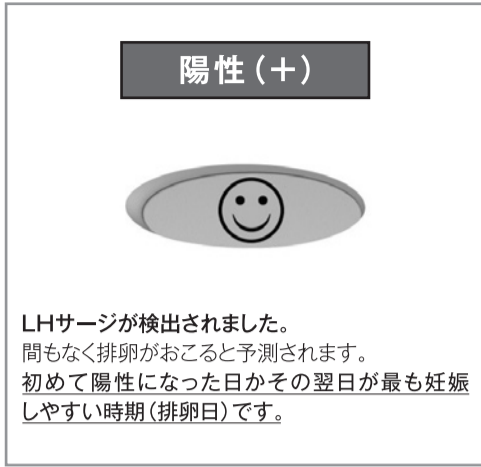 陽性（＋）
LHサージが検出されました。
間もなく排卵がおこると予測されます。
初めて陽性になった日かその翌日が最も妊娠
しやすい時期（排卵日）です。